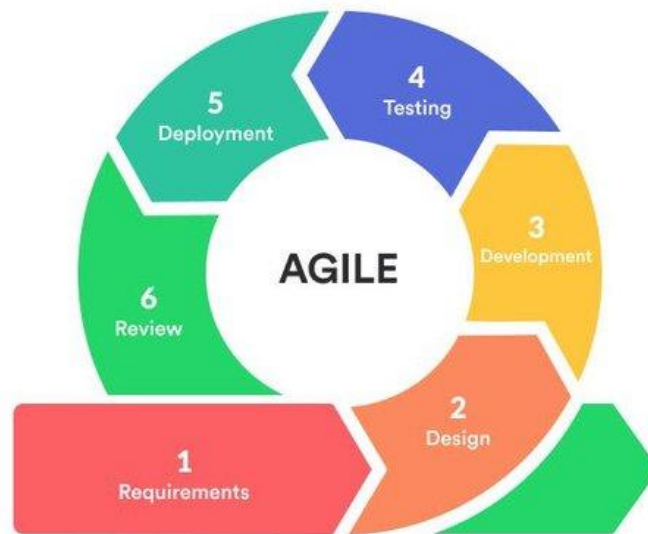 4
Testing
5
Deployment
3
Development
AGILE
6
Review
2
Design
1
Requirements